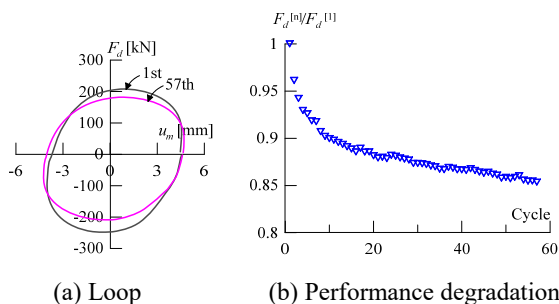 F_d [kN]
300
200
100
0
-100
-200
-300
-6 -3 0 3 6
u_m [mm]
1st
57th
(a) Loop
F_d^[n]/F_d^[1]
1
0.95
0.9
0.85
0.8
0 20 40 60
Cycle
(b) Performance degradation